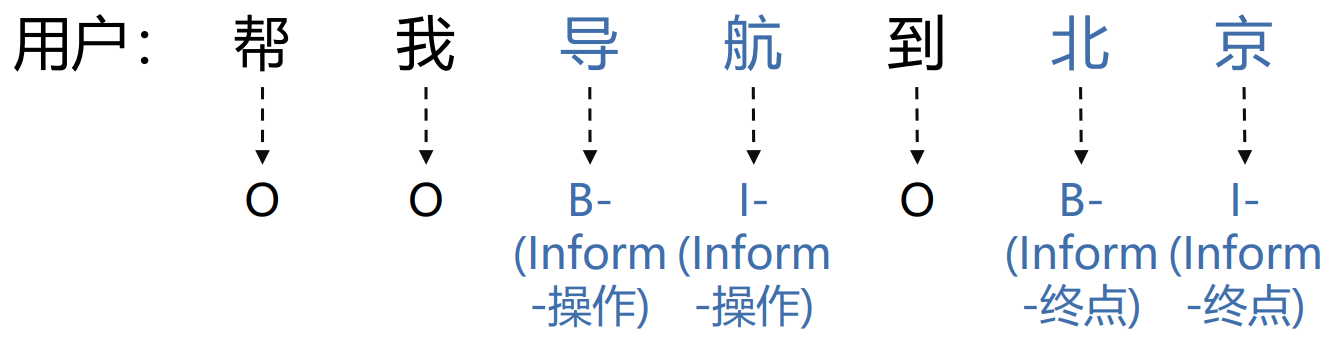 用户： 帮 我 导 航 到 北 京
O O B- I- O B- I-
(Inform (Inform (Inform (Inform
-操作) -操作) -终点) -终点)